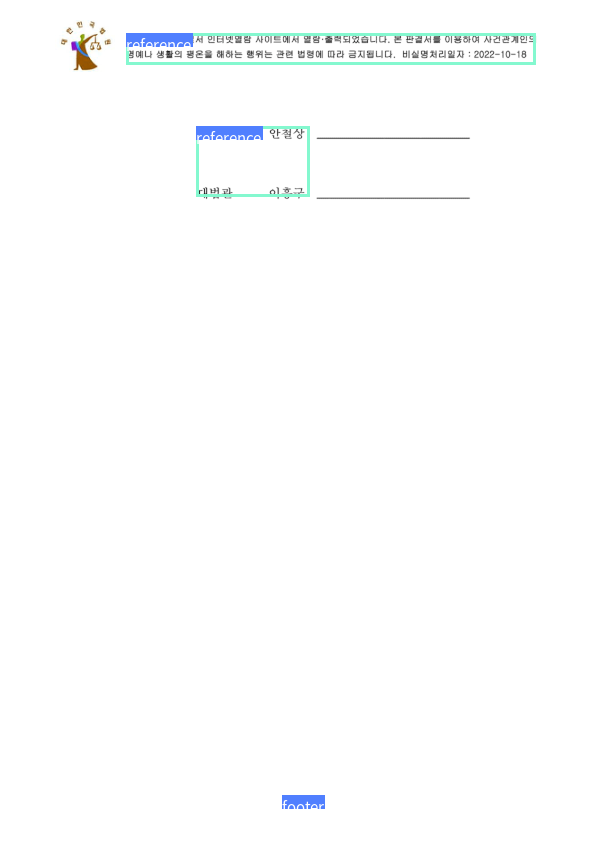 대한민국법원
reference
서 인터넷열람 사이트에서 열람·출력되었습니다. 본 판결서를 이용하여 사건관계인의
명예나 생활의 평온을 해하는 행위는 관련 법령에 따라 금지됩니다. 비실명처리일자 : 2022-10-18
reference 안철상
대법관 이흥구
footer